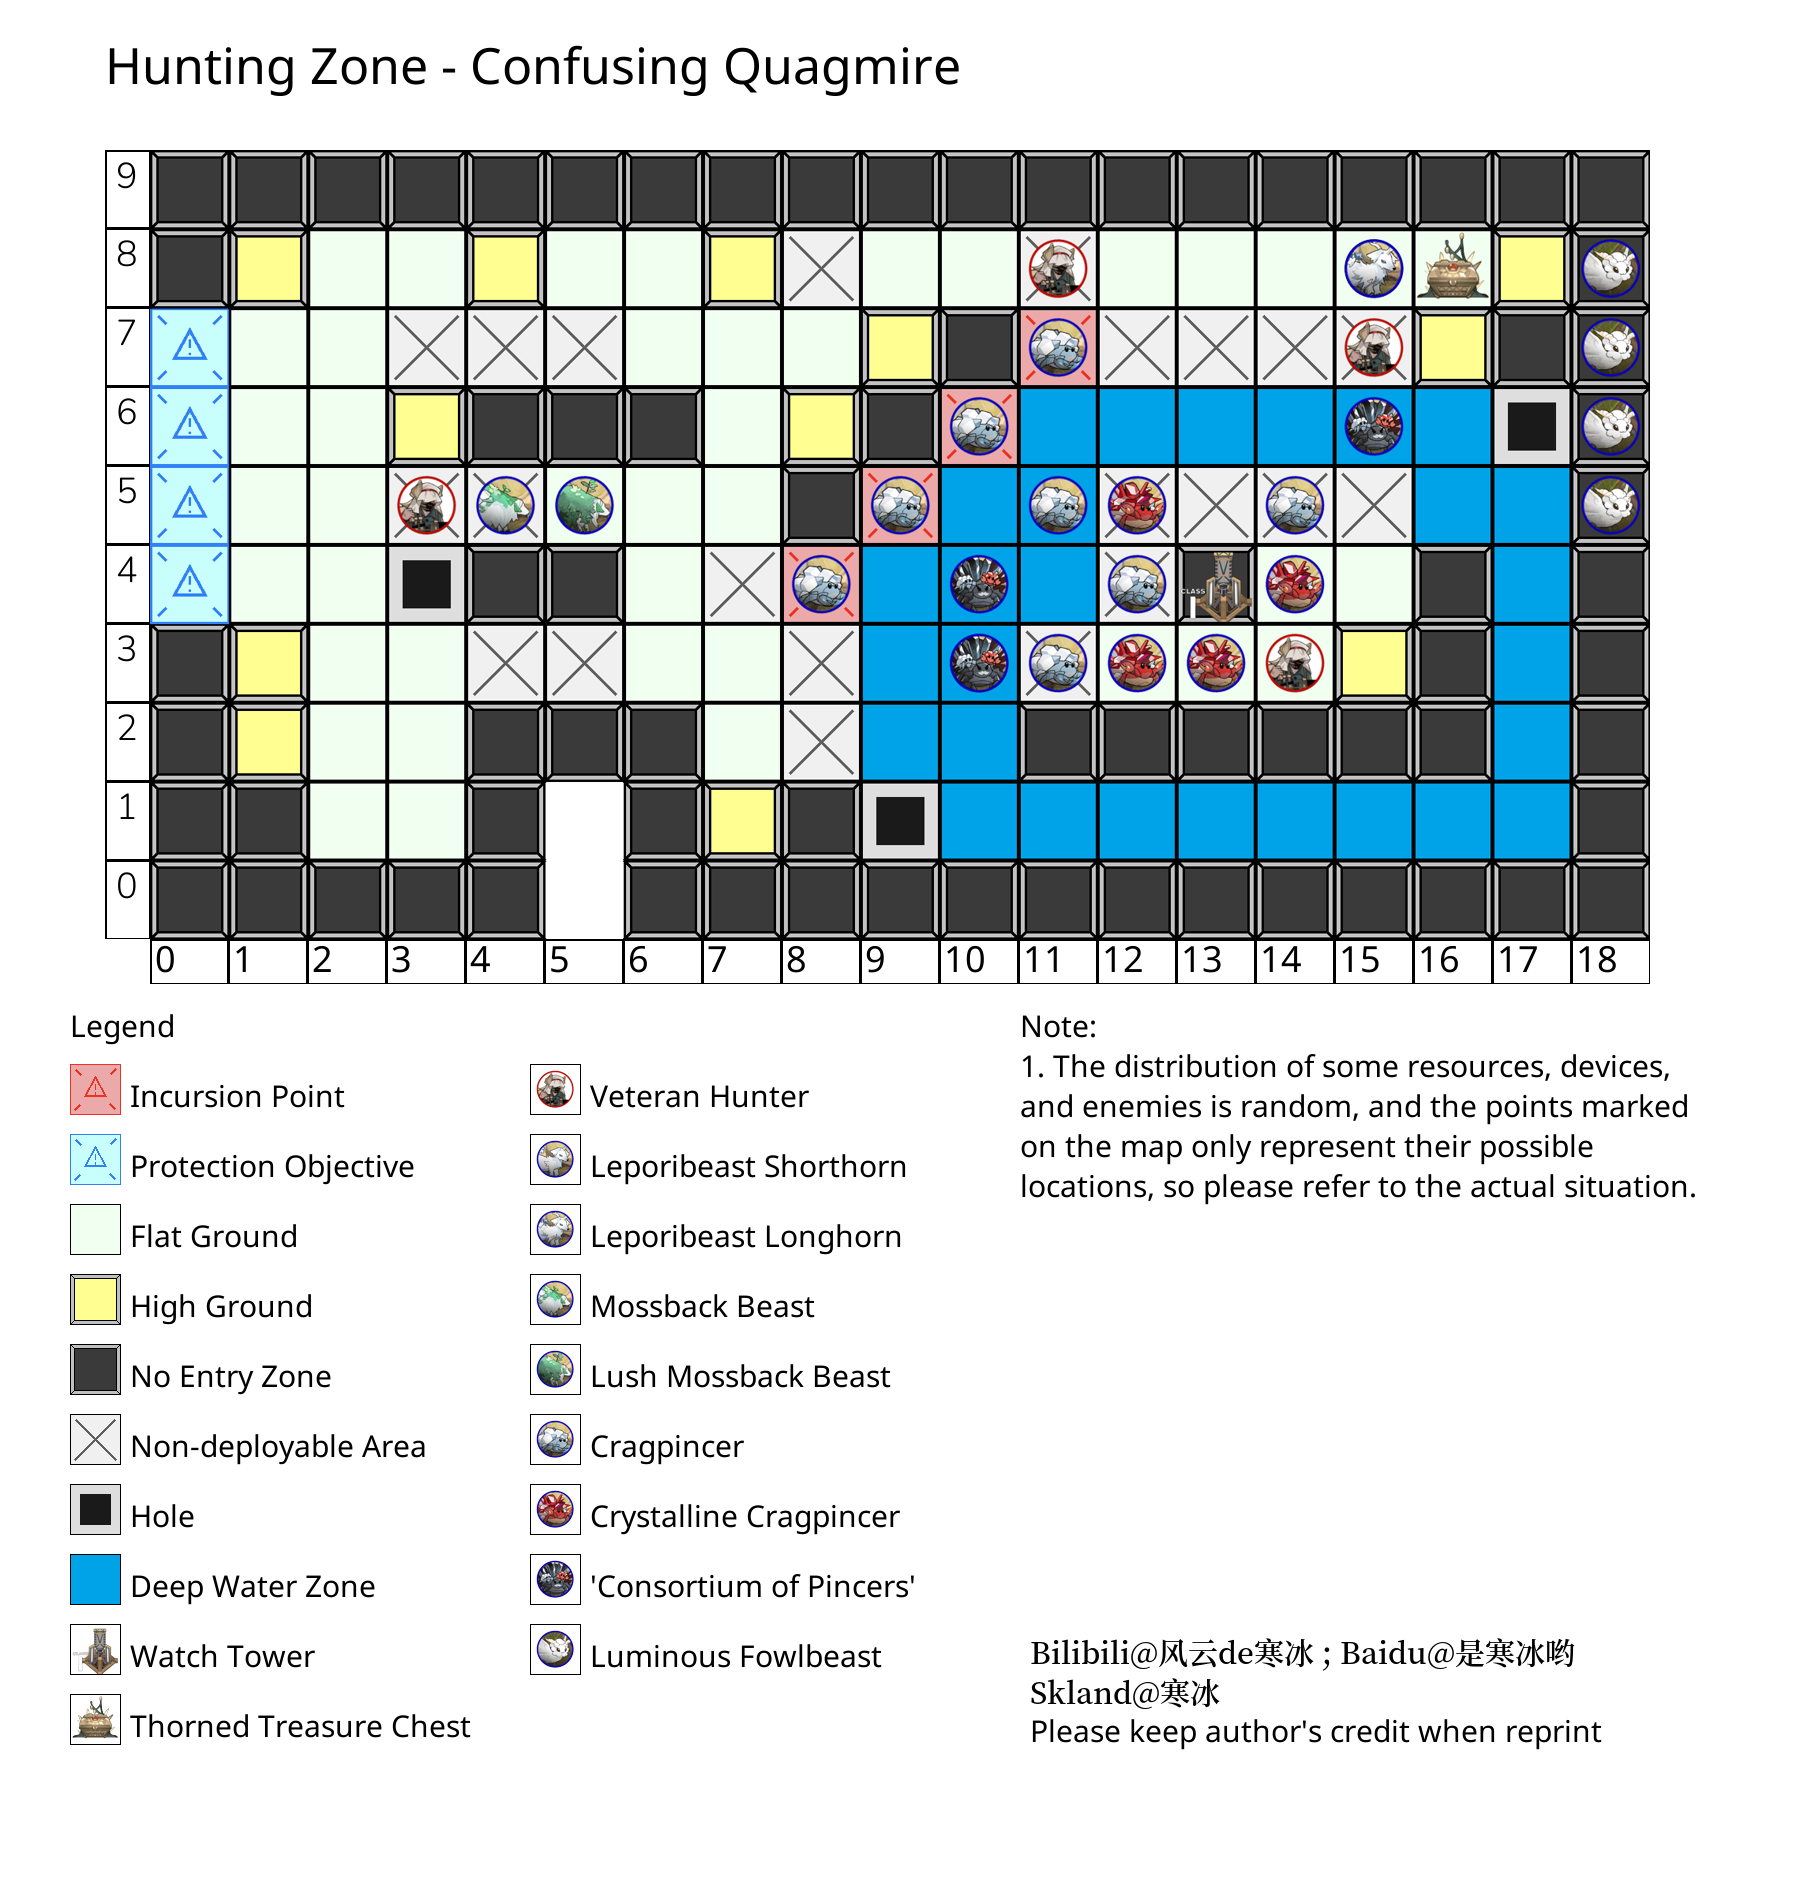 Hunting Zone - Confusing Quagmire
9
8
7
6
5
4
CLASS
3
2
1
0
0 1 2 3 4 5 6 7 8 9 10 11 12 13 14 15 16 17 18
Legend
Incursion Point
Protection Objective
Flat Ground
High Ground
No Entry Zone
Non-deployable Area
Hole
Deep Water Zone
Watch Tower
Thorned Treasure Chest
Veteran Hunter
Leporibeast Shorthorn
Leporibeast Longhorn
Mossback Beast
Lush Mossback Beast
Cragpincer
Crystalline Cragpincer
'Consortium of Pincers'
Luminous Fowlbeast
Note:
1. The distribution of some resources, devices,
and enemies is random, and the points marked
on the map only represent their possible
locations, so please refer to the actual situation.
Bilibili@风云de寒冰 ; Baidu@是寒冰哟
Skland@寒冰
Please keep author's credit when reprint